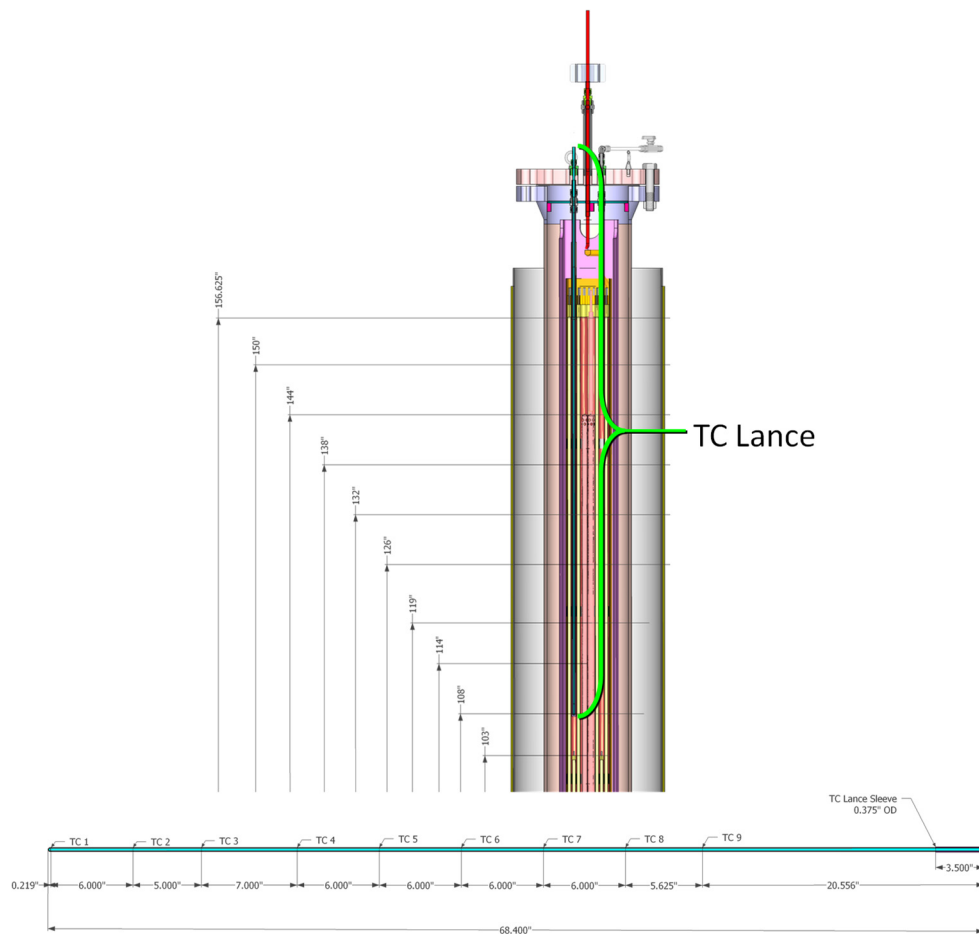 156.625"
150"
144"
138"
132"
126"
119"
114"
108"
103"
TC Lance
TC Lance Sleeve
0.375" OD
TC 1 TC 2 TC 3 TC 4 TC 5 TC 6 TC 7 TC 8 TC 9
3.500"
0.219" 6.000" 5.000" 7.000" 6.000" 6.000" 6.000" 6.000" 5.625" 20.556"
68.400"